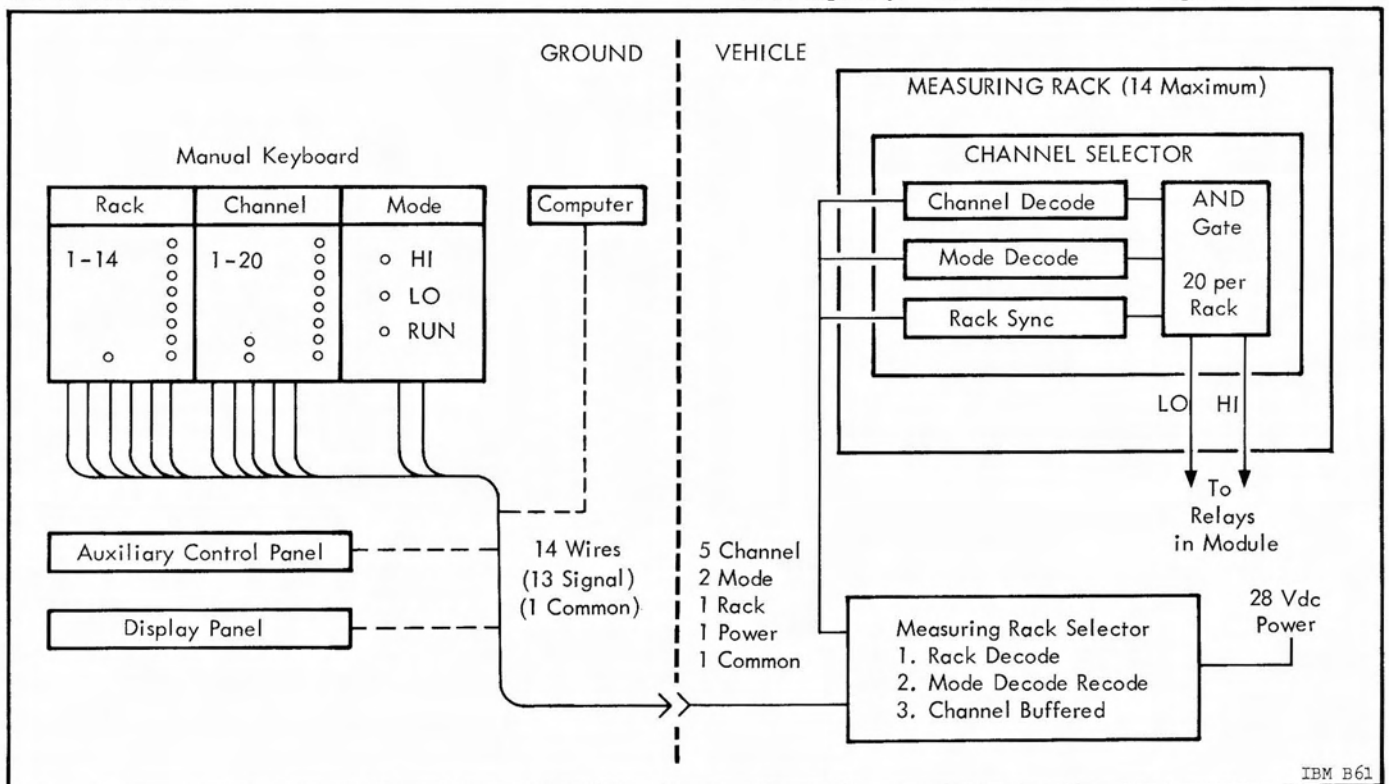 GROUND
VEHICLE
Manual Keyboard
Rack
Channel
Mode
1-14
1-20
HI
LO
RUN
Computer
Auxiliary Control Panel
Display Panel
14 Wires
(13 Signal)
(1 Common)
5 Channel
2 Mode
1 Rack
1 Power
1 Common
MEASURING RACK (14 Maximum)
CHANNEL SELECTOR
Channel Decode
Mode Decode
Rack Sync
AND
Gate
20 per
Rack
LO
HI
To
Relays
in Module
Measuring Rack Selector
1. Rack Decode
2. Mode Decode Recode
3. Channel Buffered
28 Vdc
Power
IBM B61